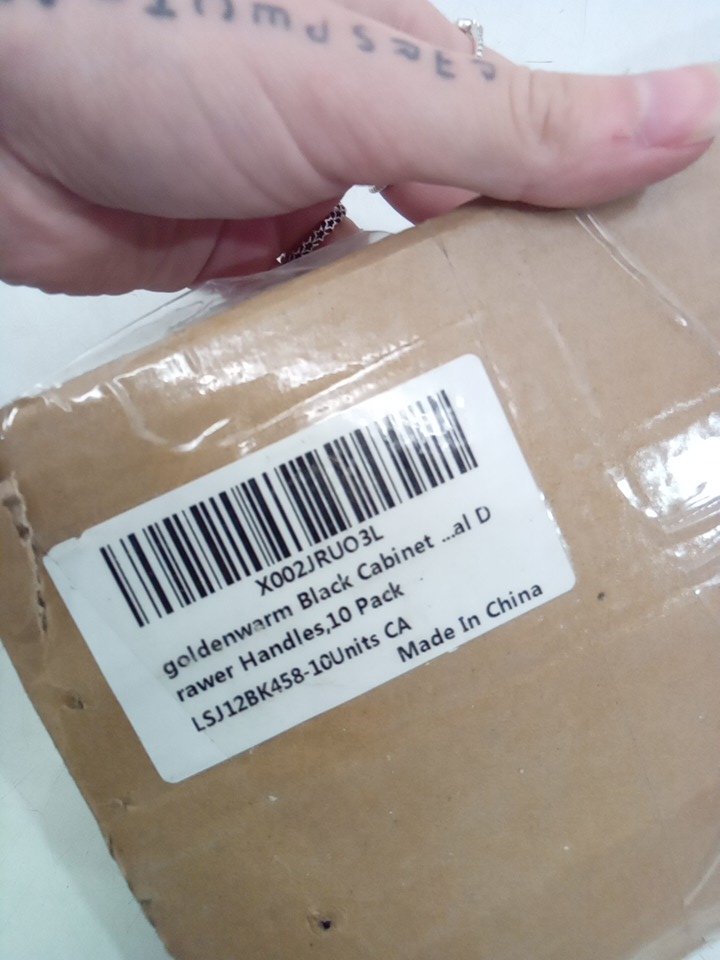 X002JRUO3L
goldenwarm Black Cabinet ...al D
rawer Handles,10 Pack
LSJ12BK458-10Units CA
Made In China